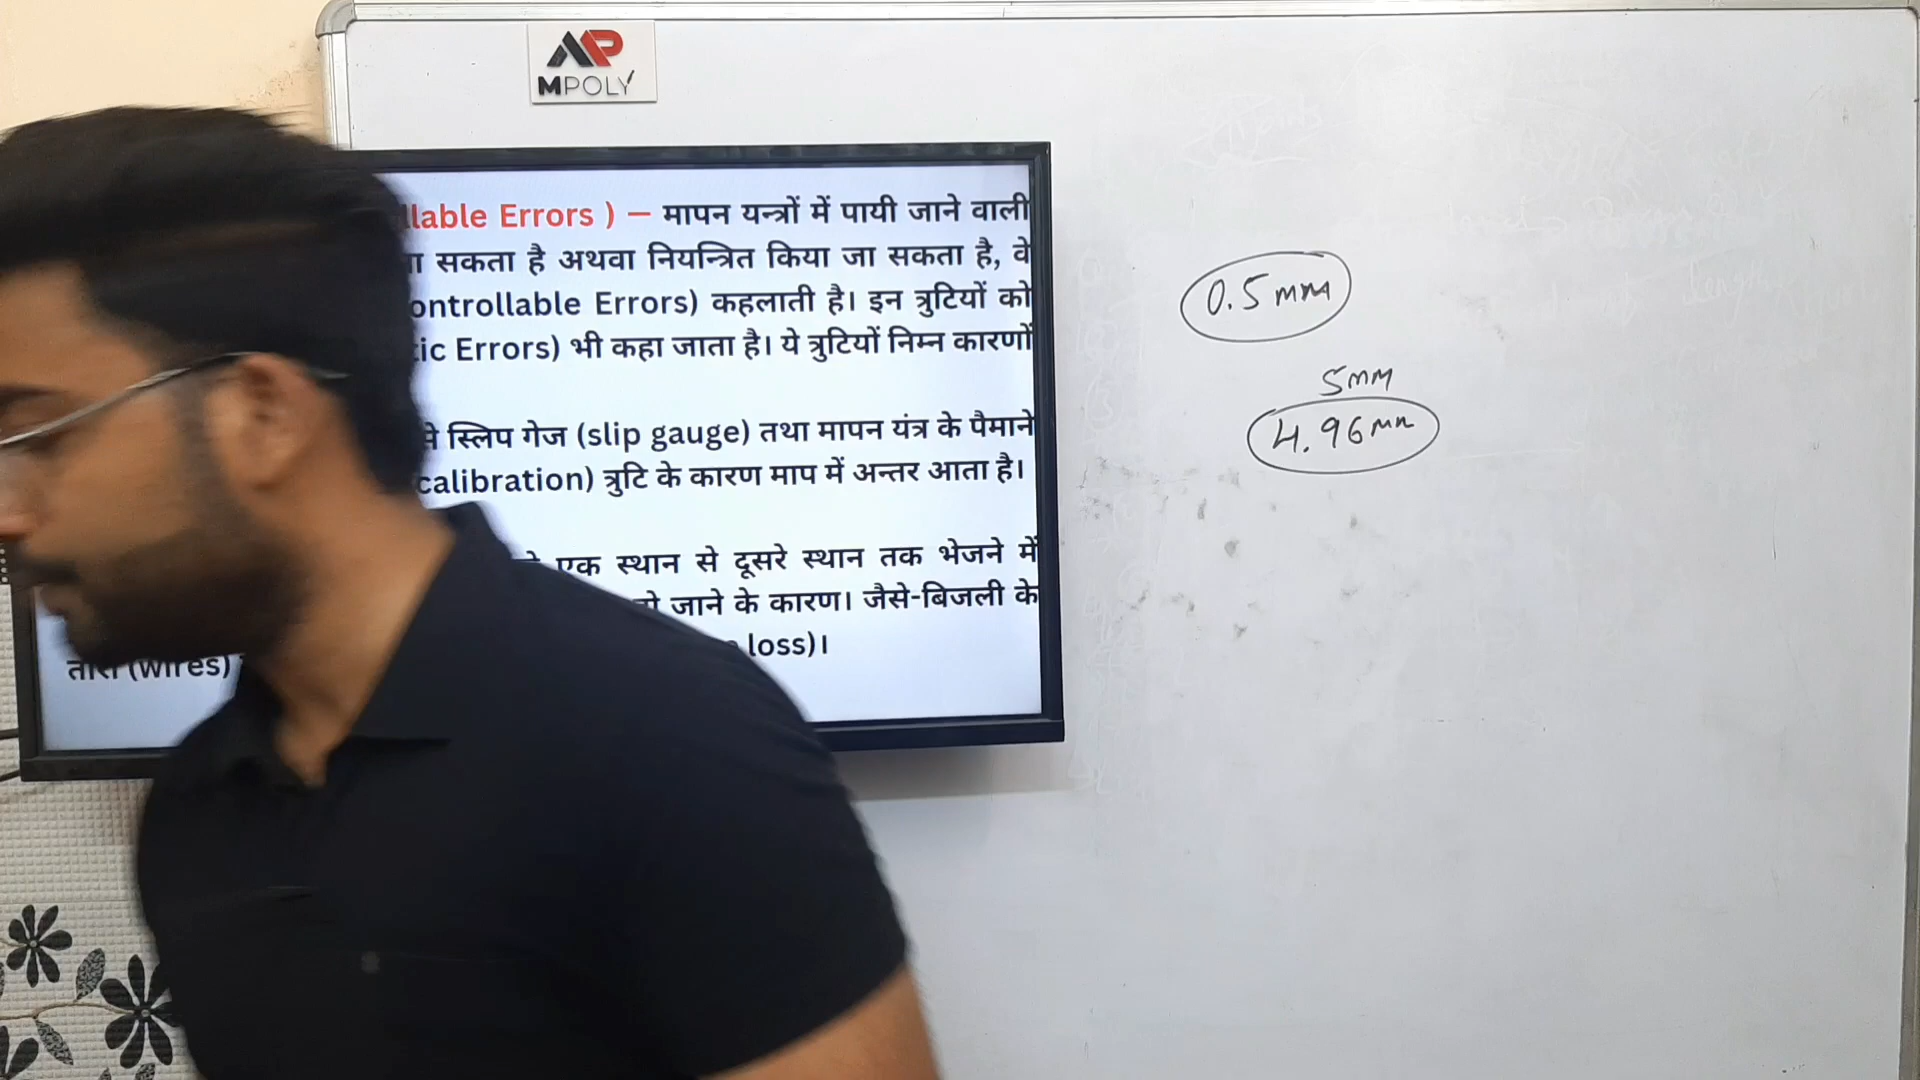 MPOLY
llable Errors ) – मापन यन्त्रों में पायी जाने वाली
सकता है अथवा नियन्त्रित किया जा सकता है, वे
ontrollable Errors) कहलाती है। इन त्रुटियों को
ic Errors) भी कहा जाता है। ये त्रुटियों निम्न कारणों
स्लिप गेज (slip gauge) तथा मापन यंत्र के पैमाने
calibration) त्रुटि के कारण माप में अन्तर आता है।
एक स्थान से दूसरे स्थान तक भेजने में
जाने के कारण। जैसे-बिजली के
(wires) loss)।
0.5 mm
5mm
4.96mm